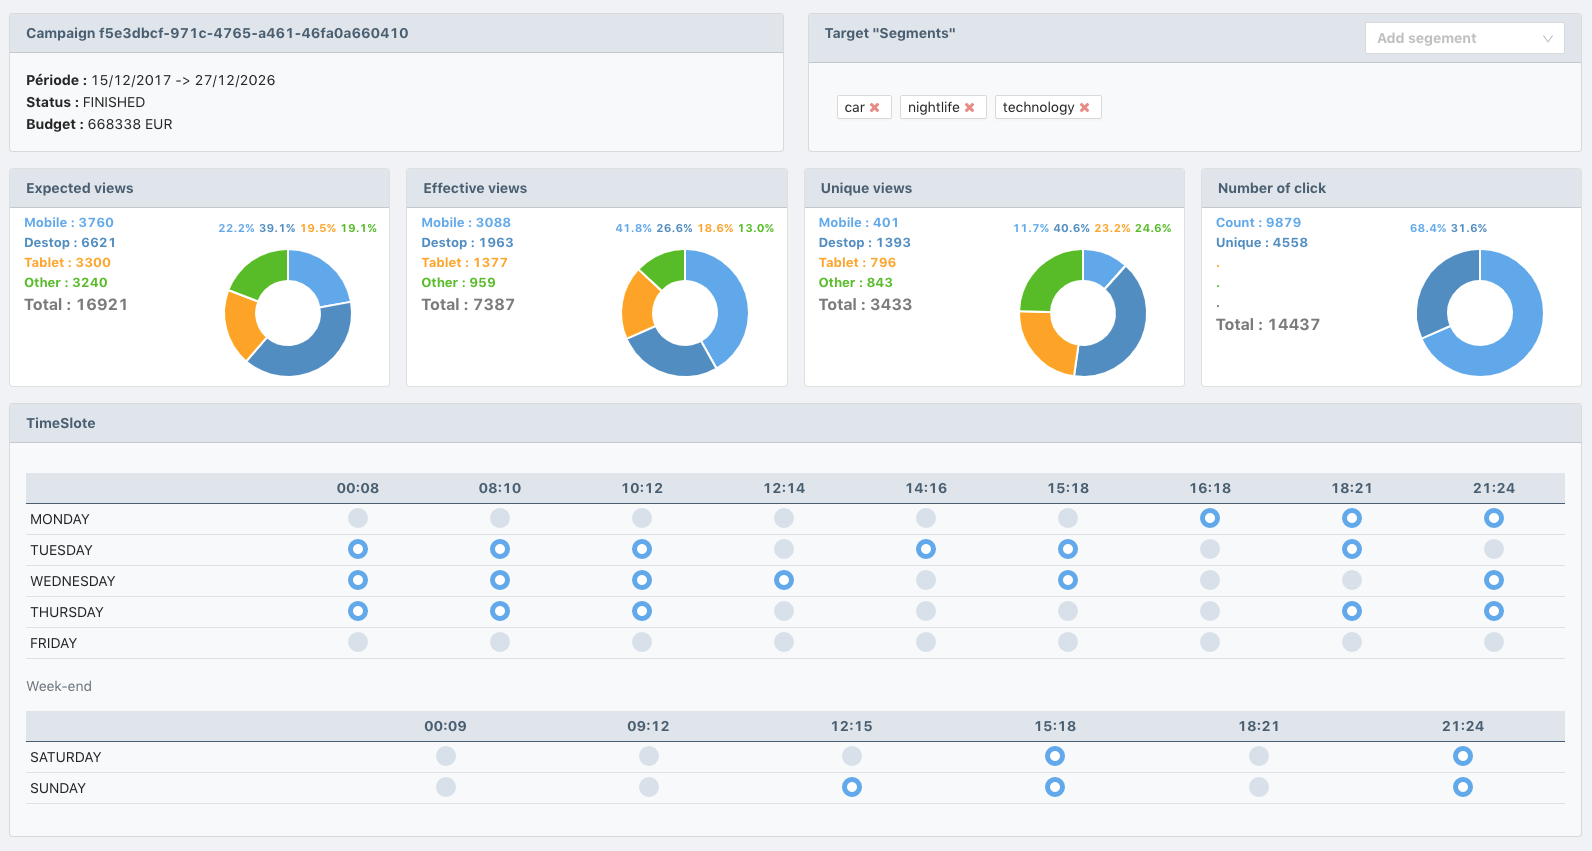 Campaign f5e3dbcf-971c-4765-a461-46fa0a660410
Période : 15/12/2017 -> 27/12/2026
Status : FINISHED
Budget : 668338 EUR
Target "Segments"
Add segement
car
nightlife
technology
Expected views
Mobile : 3760
Destop : 6621
Tablet : 3300
Other : 3240
Total : 16921
22.2% 39.1% 19.5% 19.1%
Effective views
Mobile : 3088
Destop : 1963
Tablet : 1377
Other : 959
Total : 7387
41.8% 26.6% 18.6% 13.0%
Unique views
Mobile : 401
Destop : 1393
Tablet : 796
Other : 843
Total : 3433
11.7% 40.6% 23.2% 24.6%
Number of click
Count : 9879
Unique : 4558
.
.
.
Total : 14437
68.4% 31.6%
TimeSlote
00:08 08:10 10:12 12:14 14:16 15:18 16:18 18:21 21:24
MONDAY
TUESDAY
WEDNESDAY
THURSDAY
FRIDAY
Week-end
00:09 09:12 12:15 15:18 18:21 21:24
SATURDAY
SUNDAY